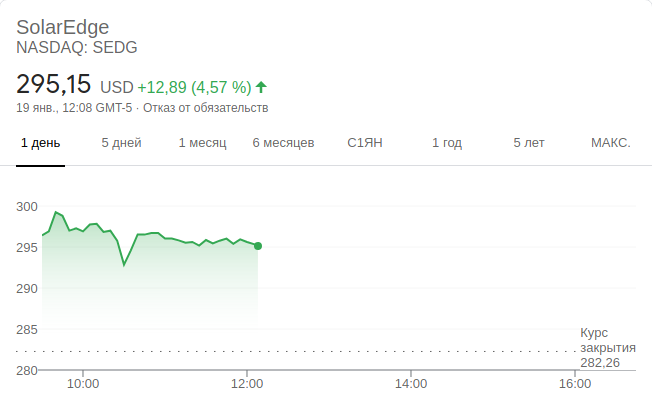 SolarEdge
NASDAQ: SEDG
295,15 USD +12,89 (4,57 %)
19 янв., 12:08 GMT-5 · Отказ от обязательств
1 день 5 дней 1 месяц 6 месяцев С1ЯН 1 год 5 лет МАКС.
300
295
290
285
Курс
закрытия
282,26
280
10:00 12:00 14:00 16:00